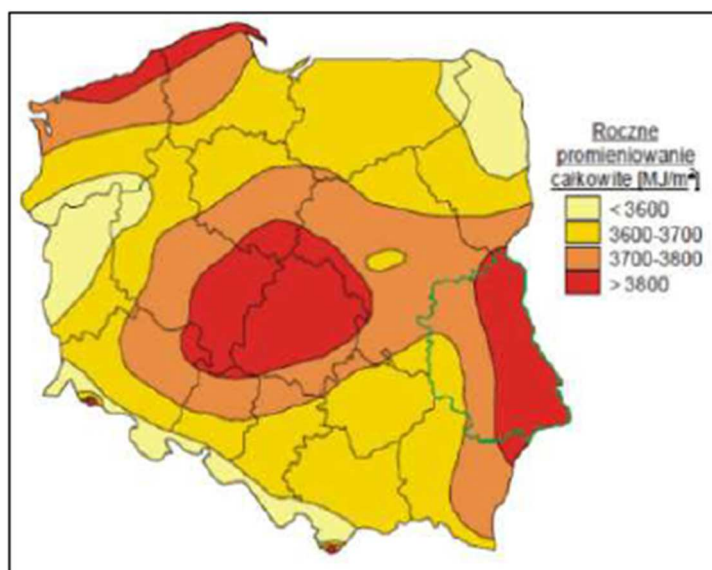 Roczne
promieniowanie
całkowite [MJ/m²]
< 3600
3600-3700
3700-3800
> 3800